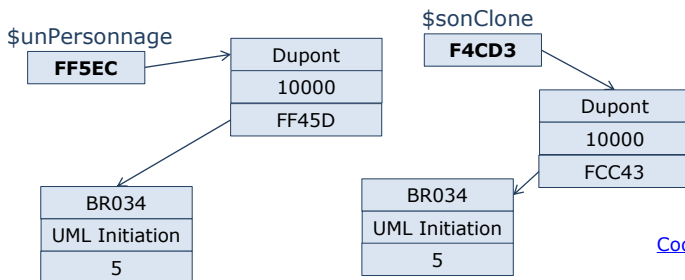 $unPersonnage
FF5EC
Dupont
10000
FF45D
BR034
UML Initiation
5
$sonClone
F4CD3
Dupont
10000
FCC43
BR034
UML Initiation
5